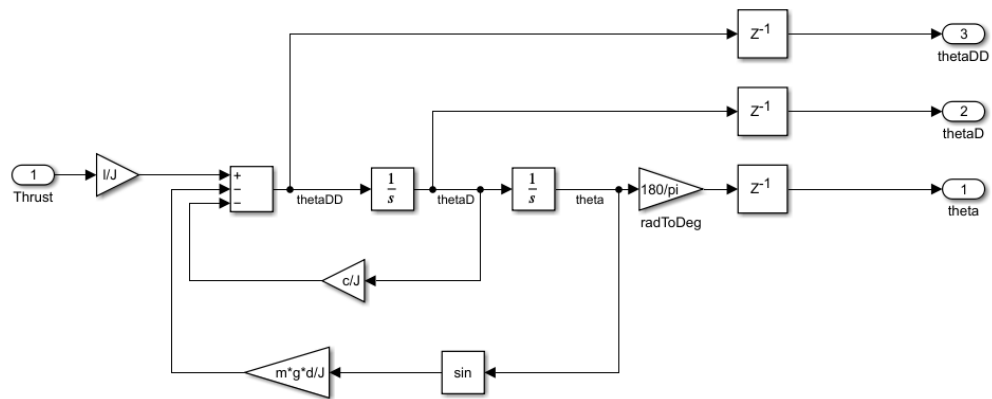 Z-1
3
thetaDD
Z-1
2
thetaD
1
Thrust
l/J
+
−
−
thetaDD
1
s
thetaD
1
s
theta
180/pi
radToDeg
Z-1
1
theta
c/J
m*g*d/J
sin